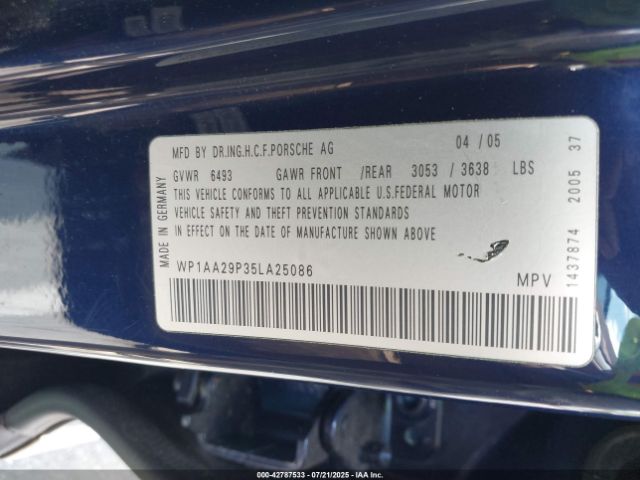 MFD BY DR.ING.H.C.F.PORSCHE AG 04 / 05
GVWR 6493 GAWR FRONT /REAR 3053 / 3638 LBS
THIS VEHICLE CONFORMS TO ALL APPLICABLE U.S.FEDERAL MOTOR
VEHICLE SAFETY AND THEFT PREVENTION STANDARDS
IN EFFECT ON THE DATE OF MANUFACTURE SHOWN ABOVE.
WP1AA29P35LA25086 MPV
MADE IN GERMANY
1437874 2005 37
000-42787533 - 07/21/2025 - IAAI.COM